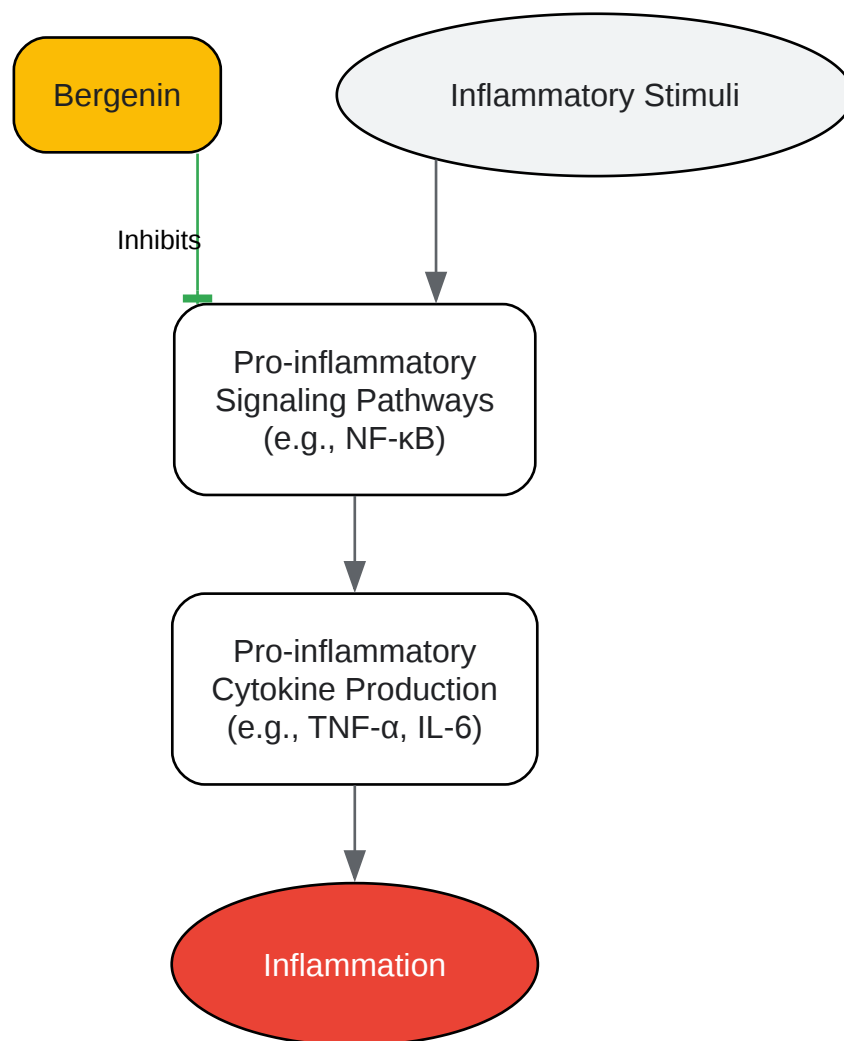 Bergenin
Inflammatory Stimuli
Inhibits
Pro-inflammatory
Signaling Pathways
(e.g., NF-κB)
Pro-inflammatory
Cytokine Production
(e.g., TNF-α, IL-6)
Inflammation